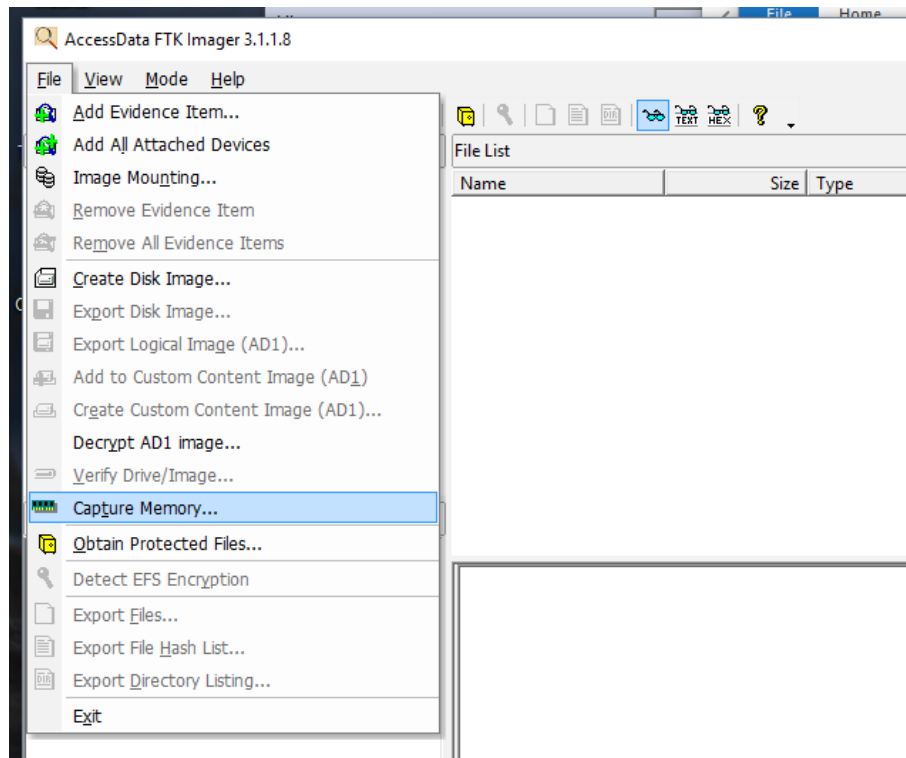 File Home
AccessData FTK Imager 3.1.1.8
File View Mode Help
Add Evidence Item...
Add All Attached Devices
Image Mounting...
Remove Evidence Item
Remove All Evidence Items
Create Disk Image...
Export Disk Image...
Export Logical Image (AD1)...
Add to Custom Content Image (AD1)
Create Custom Content Image (AD1)...
Decrypt AD1 image...
Verify Drive/Image...
Capture Memory...
Obtain Protected Files...
Detect EFS Encryption
Export Files...
Export File Hash List...
DIR Export Directory Listing...
Exit
DIR TEXT HEX ?
File List
Name Size Type